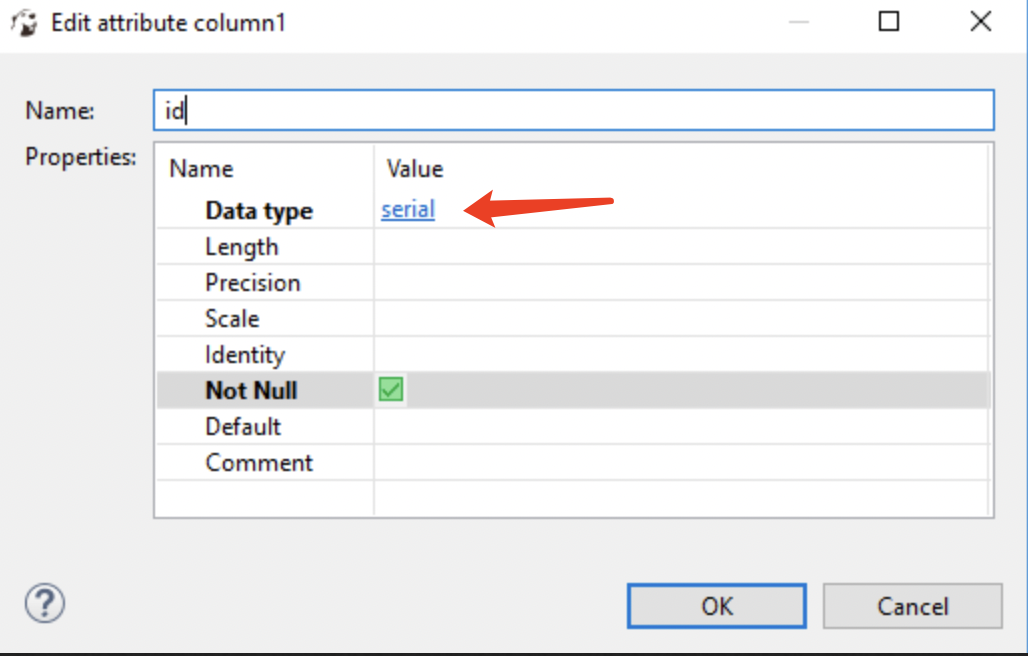 Edit attribute column1
Name: id
Properties:
Name Value
Data type serial
Length
Precision
Scale
Identity
Not Null
Default
Comment
? OK Cancel